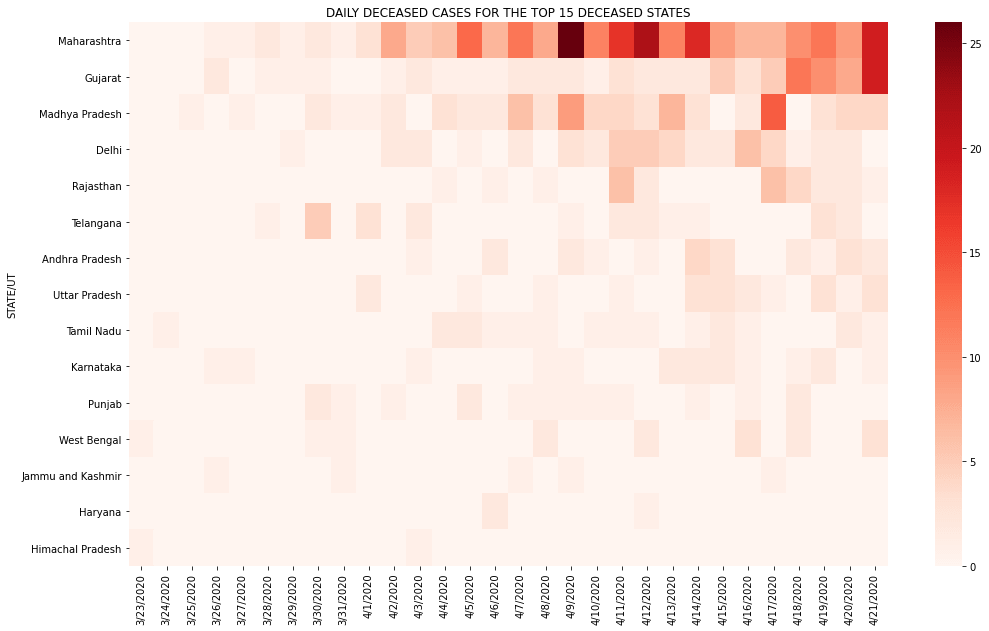 DAILY DECEASED CASES FOR THE TOP 15 DECEASED STATES
STATE/UT
Maharashtra
Gujarat
Madhya Pradesh
Delhi
Rajasthan
Telangana
Andhra Pradesh
Uttar Pradesh
Tamil Nadu
Karnataka
Punjab
West Bengal
Jammu and Kashmir
Haryana
Himachal Pradesh
3/23/2020
3/24/2020
3/25/2020
3/26/2020
3/27/2020
3/28/2020
3/29/2020
3/30/2020
3/31/2020
4/1/2020
4/2/2020
4/3/2020
4/4/2020
4/5/2020
4/6/2020
4/7/2020
4/8/2020
4/9/2020
4/10/2020
4/11/2020
4/12/2020
4/13/2020
4/14/2020
4/15/2020
4/16/2020
4/17/2020
4/18/2020
4/19/2020
4/20/2020
4/21/2020
25
20
15
10
5
0